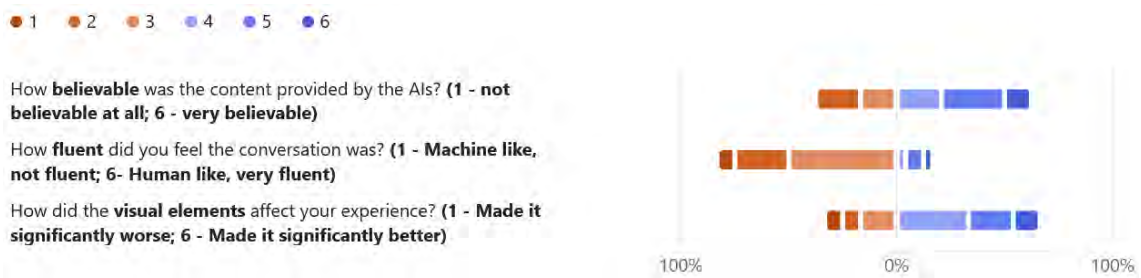 1 2 3 4 5 6
How believable was the content provided by the AIs? (1 - not
believable at all; 6 - very believable)
How fluent did you feel the conversation was? (1 - Machine like,
not fluent; 6- Human like, very fluent)
How did the visual elements affect your experience? (1 - Made it
significantly worse; 6 - Made it significantly better)
100% 0% 100%